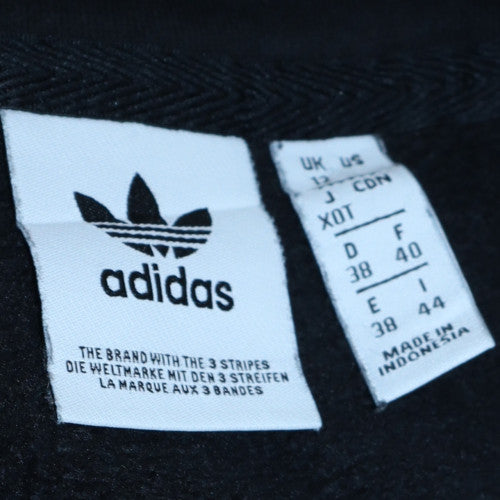 adidas
THE BRAND WITH THE 3 STRIPES
DIE WELTMARKE MIT DEN 3 STREIFEN
LA MARQUE AUX 3 BANDES
UK US
J CDN
XOT
D F
38 40
E I
38 44
MADE IN
INDONESIA